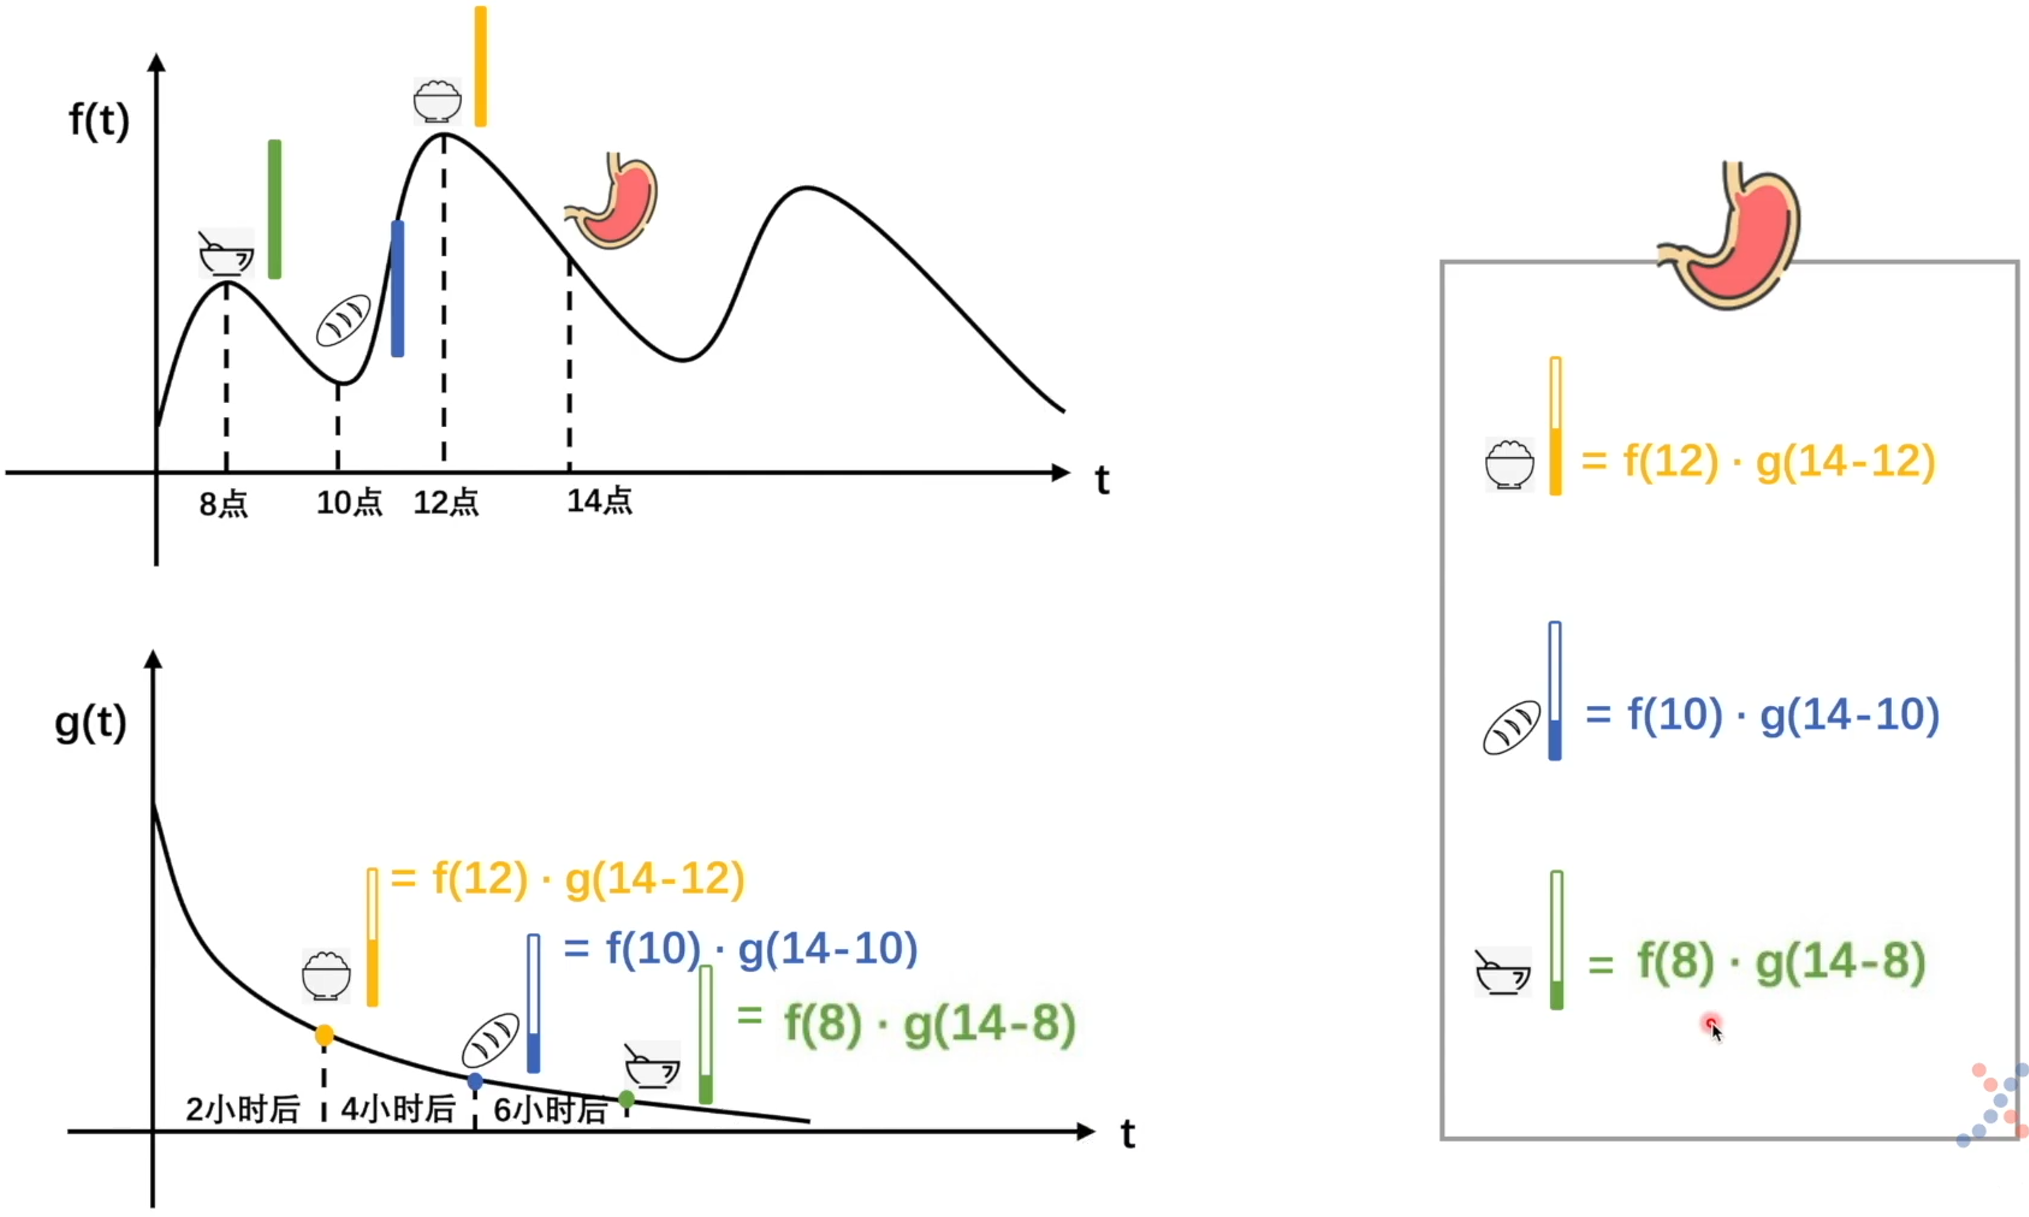 f(t)
t
8点
10点
12点
14点
g(t)
= f(12) · g(14-12)
= f(10) · g(14-10)
= f(8) · g(14-8)
2小时后
4小时后
6小时后
t
= f(12) · g(14-12)
= f(10) · g(14-10)
= f(8) · g(14-8)